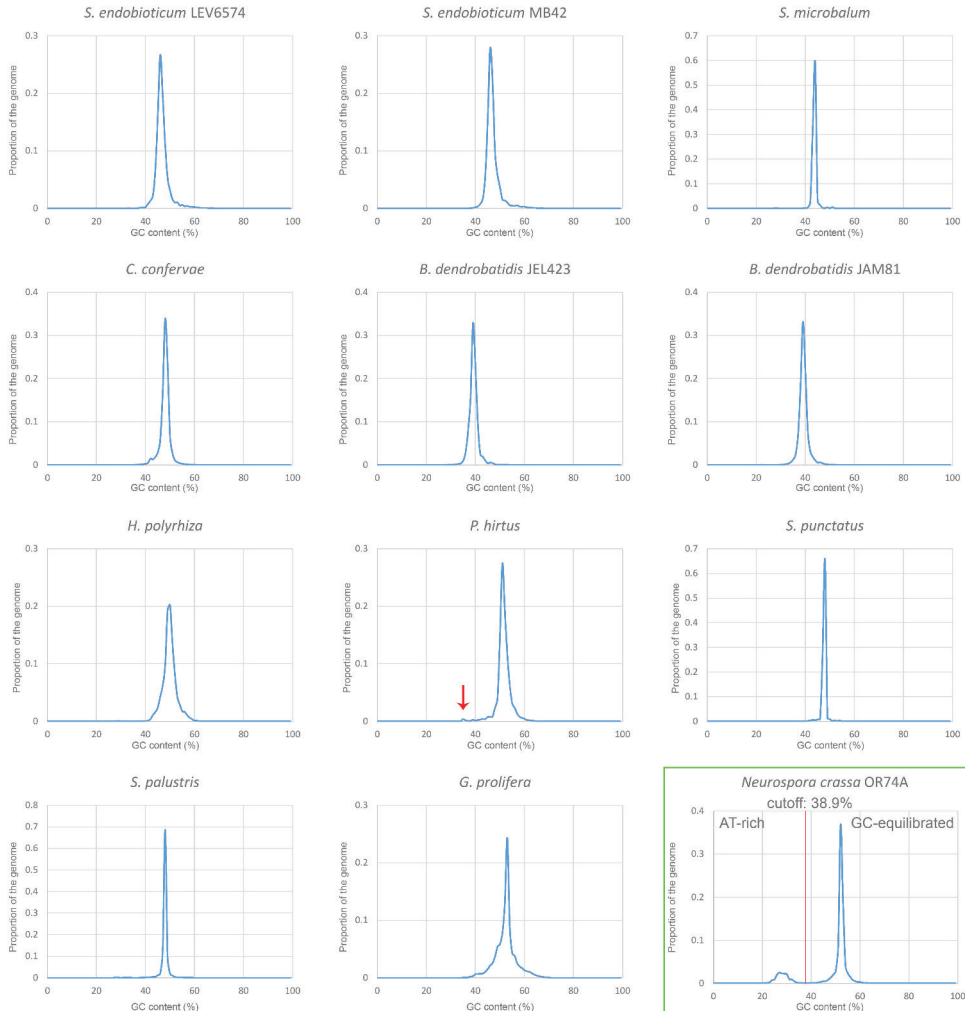 S. endobioticum LEV6574
Proportion of the genome
0.3
0.2
0.1
0
0 20 40 60 80 100
GC content (%)
S. endobioticum MB42
Proportion of the genome
0.3
0.2
0.1
0
0 20 40 60 80 100
GC content (%)
S. microbalum
Proportion of the genome
0.7
0.6
0.5
0.4
0.3
0.2
0.1
0
0 20 40 60 80 100
GC content (%)
C. confervae
Proportion of the genome
0.4
0.3
0.2
0.1
0
0 20 40 60 80 100
GC content (%)
B. dendrobatidis JEL423
Proportion of the genome
0.4
0.3
0.2
0.1
0
0 20 40 60 80 100
GC content (%)
B. dendrobatidis JAM81
Proportion of the genome
0.4
0.3
0.2
0.1
0
0 20 40 60 80 100
GC content (%)
H. polyrhiza
Proportion of the genome
0.3
0.2
0.1
0
0 20 40 60 80 100
GC content (%)
P. hirtus
Proportion of the genome
0.3
0.2
0.1
0
0 20 40 60 80 100
GC content (%)
S. punctatus
Proportion of the genome
0.7
0.6
0.5
0.4
0.3
0.2
0.1
0
0 20 40 60 80 100
GC content (%)
S. palustris
Proportion of the genome
0.8
0.7
0.6
0.5
0.4
0.3
0.2
0.1
0
0 20 40 60 80 100
GC content (%)
G. prolifera
Proportion of the genome
0.3
0.2
0.1
0
0 20 40 60 80 100
GC content (%)
Neurospora crassa OR74A
cutoff: 38.9%
AT-rich GC-equilibrated
Proportion of the genome
0.4
0.3
0.2
0.1
0
0 20 40 60 80 100
GC content (%)